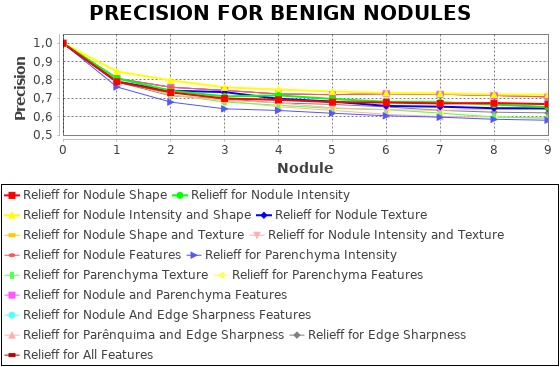 PRECISION FOR BENIGN NODULES
Precision
1,0
0,9
0,8
0,7
0,6
0,5
0 1 2 3 4 5 6 7 8 9
Nodule
Relieff for Nodule Shape Relieff for Nodule Intensity
Relieff for Nodule Intensity and Shape Relieff for Nodule Texture
Relieff for Nodule Shape and Texture Relieff for Nodule Intensity and Texture
Relieff for Nodule Features Relieff for Parenchyma Intensity
Relieff for Parenchyma Texture Relieff for Parenchyma Features
Relieff for Nodule and Parenchyma Features
Relieff for Nodule And Edge Sharpness Features
Relieff for Parênquima and Edge Sharpness Relieff for Edge Sharpness
Relieff for All Features